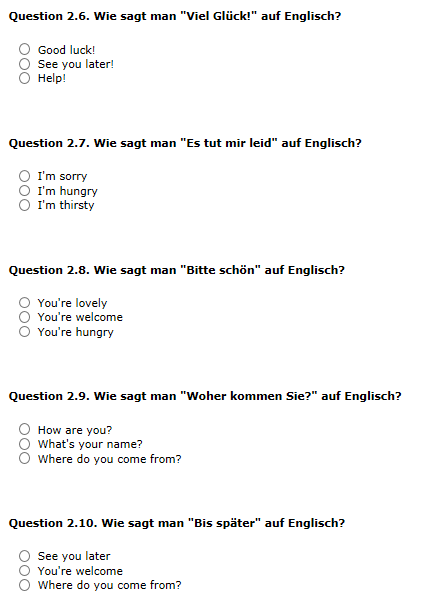 Question 2.6. Wie sagt man "Viel Glück!" auf Englisch?
Good luck!
See you later!
Help!
Question 2.7. Wie sagt man "Es tut mir leid" auf Englisch?
I'm sorry
I'm hungry
I'm thirsty
Question 2.8. Wie sagt man "Bitte schön" auf Englisch?
You're lovely
You're welcome
You're hungry
Question 2.9. Wie sagt man "Woher kommen Sie?" auf Englisch?
How are you?
What's your name?
Where do you come from?
Question 2.10. Wie sagt man "Bis später" auf Englisch?
See you later
You're welcome
Where do you come from?